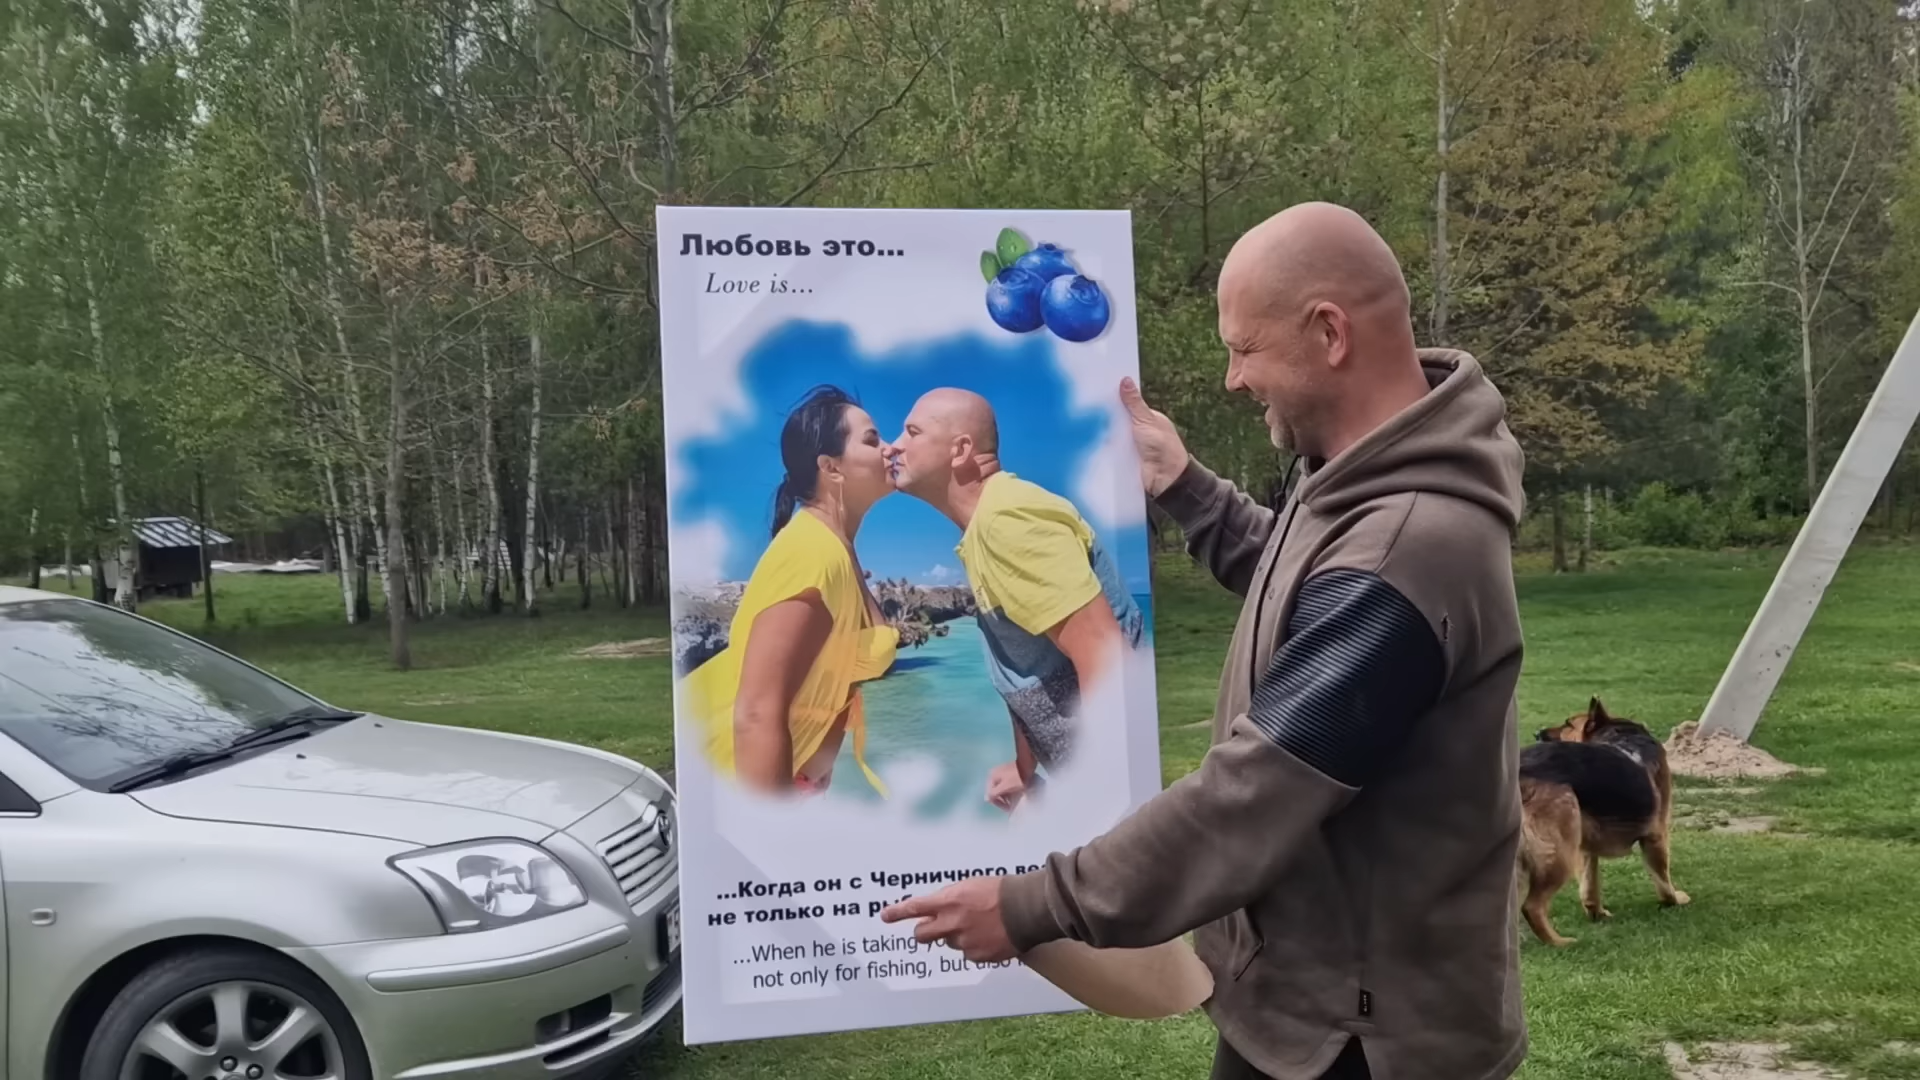 Любовь это...
Love is...
...Когда он с Черничного
не только на
...When he is taking
not only for fishing, but also